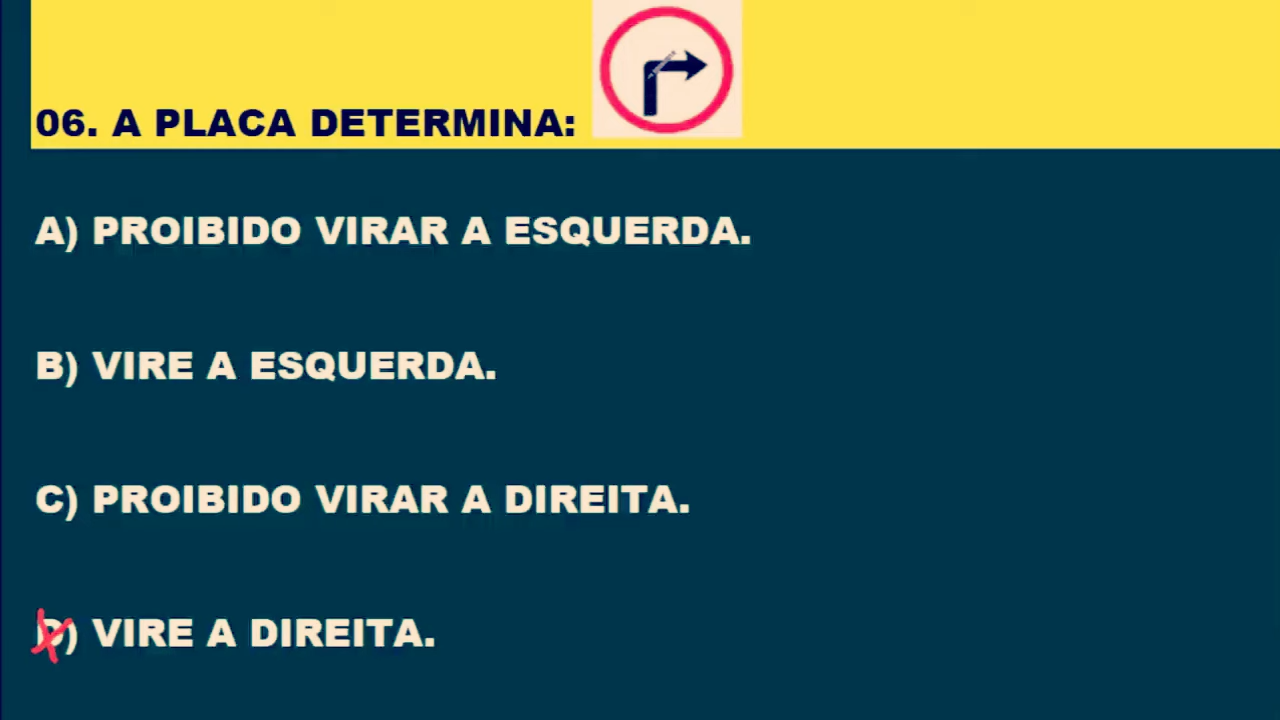 06. A PLACA DETERMINA:
A) PROIBIDO VIRAR A ESQUERDA.
B) VIRE A ESQUERDA.
C) PROIBIDO VIRAR A DIREITA.
D) VIRE A DIREITA.